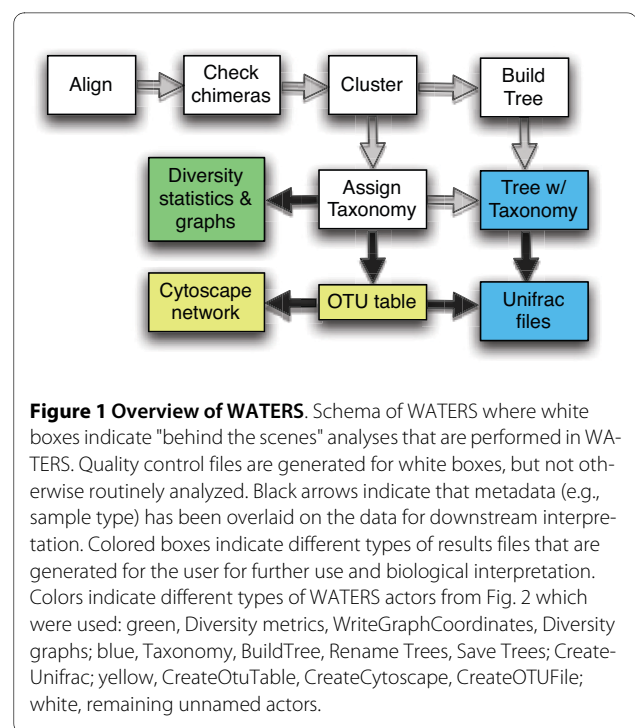 Align
Check
chimeras
Cluster
Build
Tree
Diversity
statistics &
graphs
Assign
Taxonomy
Tree w/
Taxonomy
Cytoscape
network
OTU table
Unifrac
files
Figure 1 Overview of WATERS. Schema of WATERS where white
boxes indicate "behind the scenes" analyses that are performed in WA-
TERS. Quality control files are generated for white boxes, but not oth-
erwise routinely analyzed. Black arrows indicate that metadata (e.g.,
sample type) has been overlaid on the data for downstream interpre-
tation. Colored boxes indicate different types of results files that are
generated for the user for further use and biological interpretation.
Colors indicate different types of WATERS actors from Fig. 2 which
were used: green, Diversity metrics, WriteGraphCoordinates, Diversity
graphs; blue, Taxonomy, BuildTree, Rename Trees, Save Trees; Create-
Unifrac; yellow, CreateOtuTable, CreateCytoscape, CreateOTUFile;
white, remaining unnamed actors.